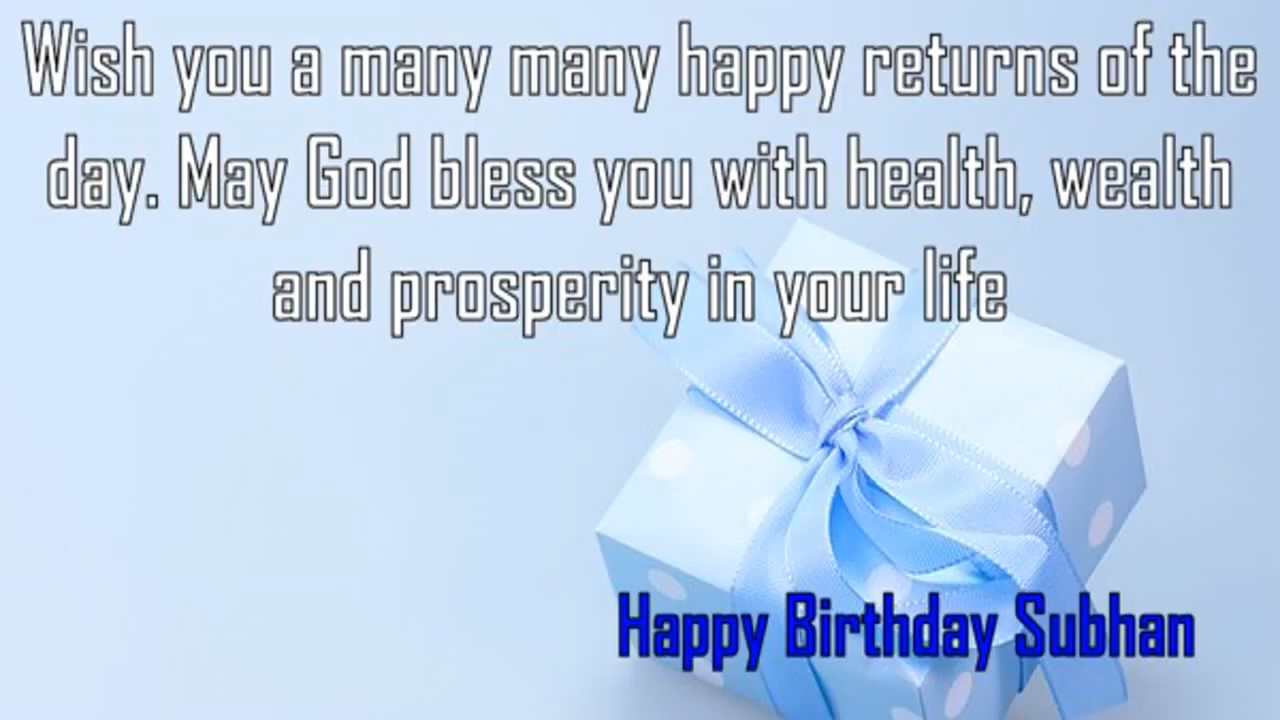 Wish you a many many happy returns of the
day. May God bless you with health, wealth
and prosperity in your life
Happy Birthday Subhan